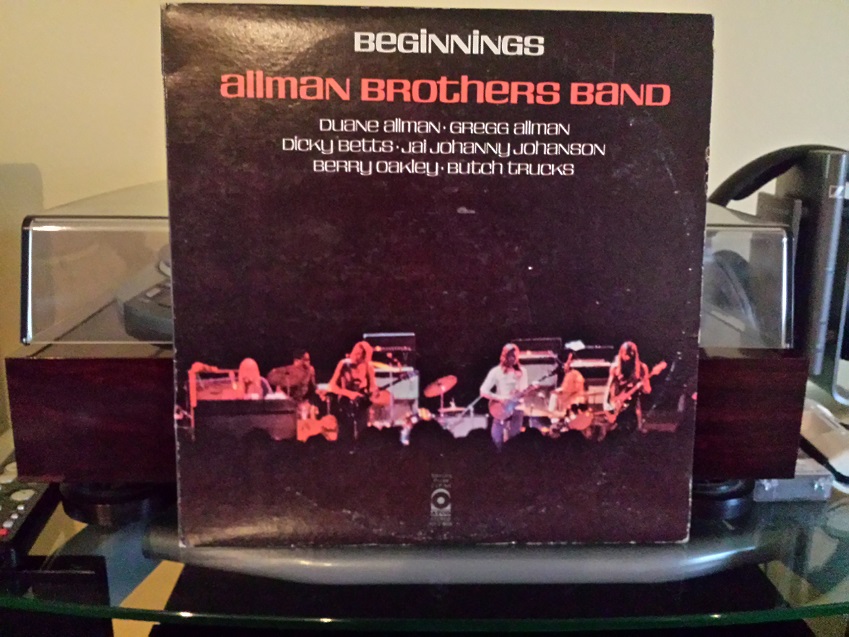 BEGINNINGS
allman BROTHERS BAND
DUANE allman · GREGG allman
DICKY BETTS · JAI JOHANNY JOHANSON
BERRY OAKLEY · BUTCH TRUCKS